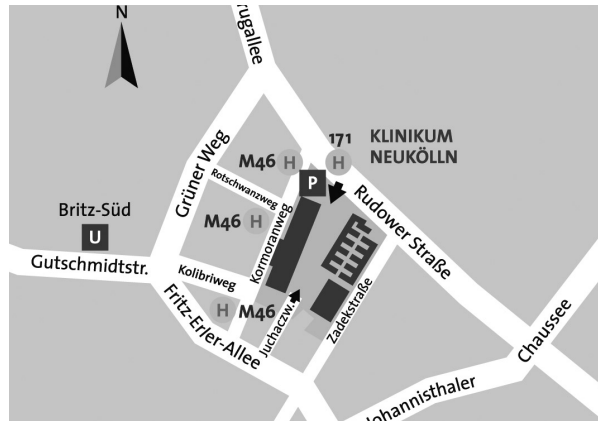 N
rugallee
171
KLINIKUM
NEUKÖLLN
M46 H
H
P
Grüner Weg
Rotschwanzweg
M46 H
Britz-Süd
U
Gutschmidtstr.
Kormoranweg
Rudower Straße
Kolibriweg
H M46
Juchaczw.
Zadekstraße
Fritz-Erler-Allee
Chaussee
Johannisthaler